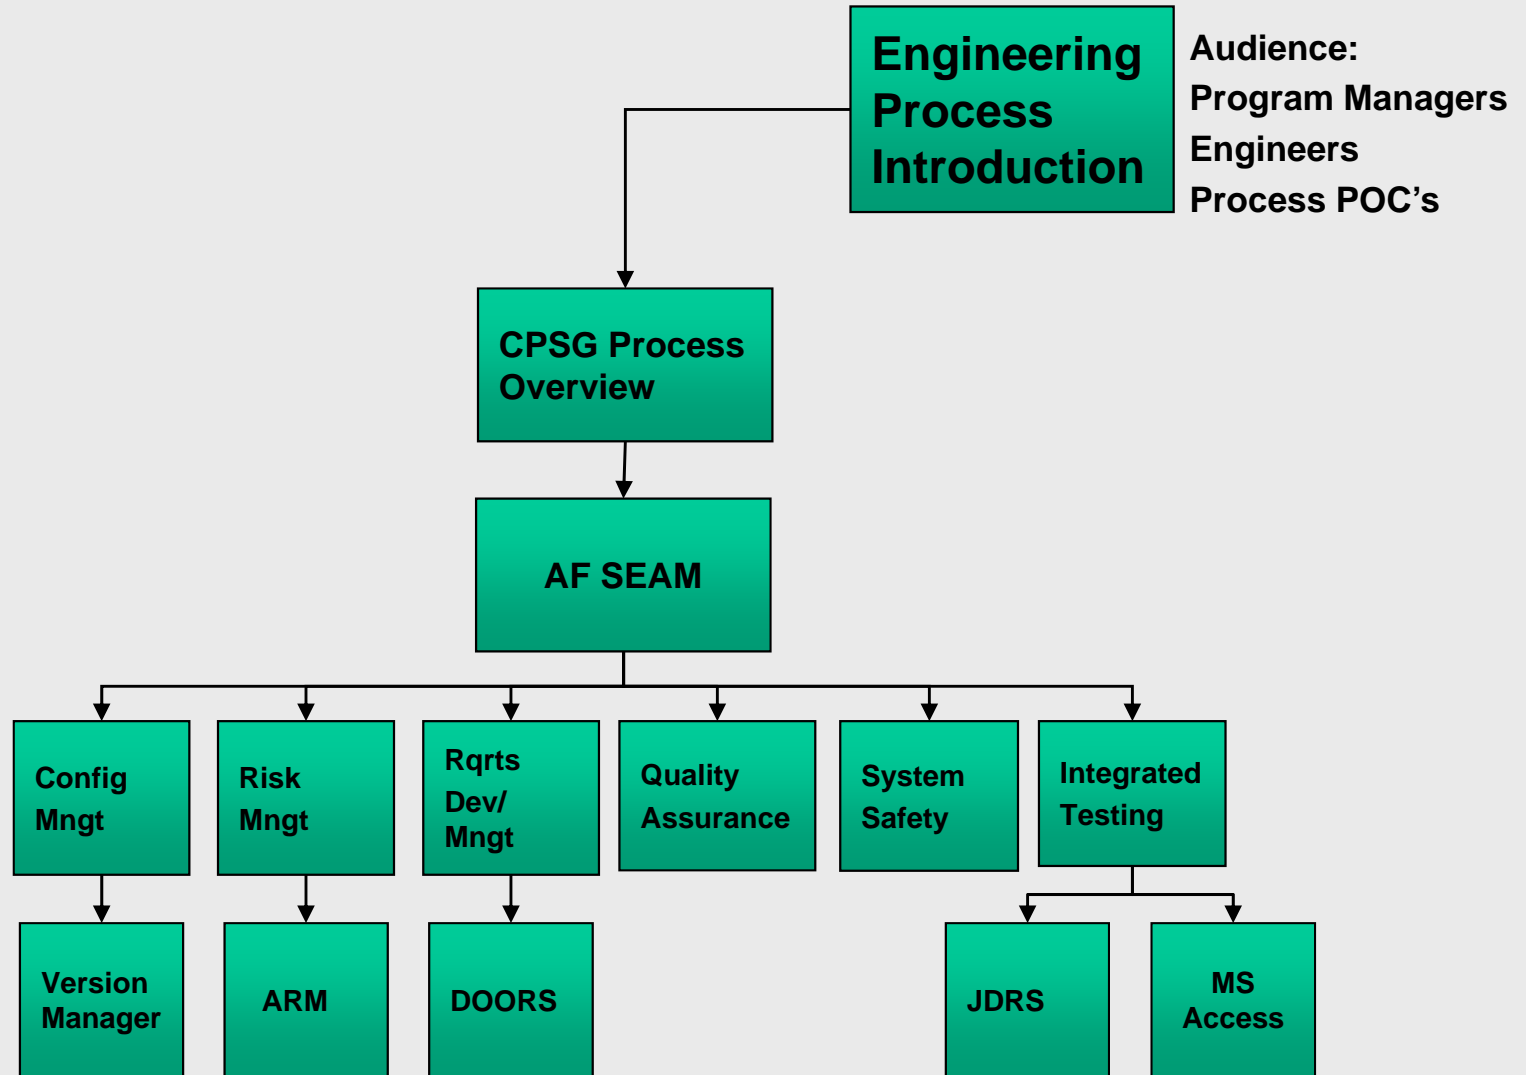 Engineering
Process
Introduction
Audience:
Program Managers
Engineers
Process POC’s
CPSG Process
Overview
AF SEAM
Config
Mngt
Risk
Mngt
Rqrts
Dev/
Mngt
Quality
Assurance
System
Safety
Integrated
Testing
Version
Manager
ARM
DOORS
JDRS
MS
Access